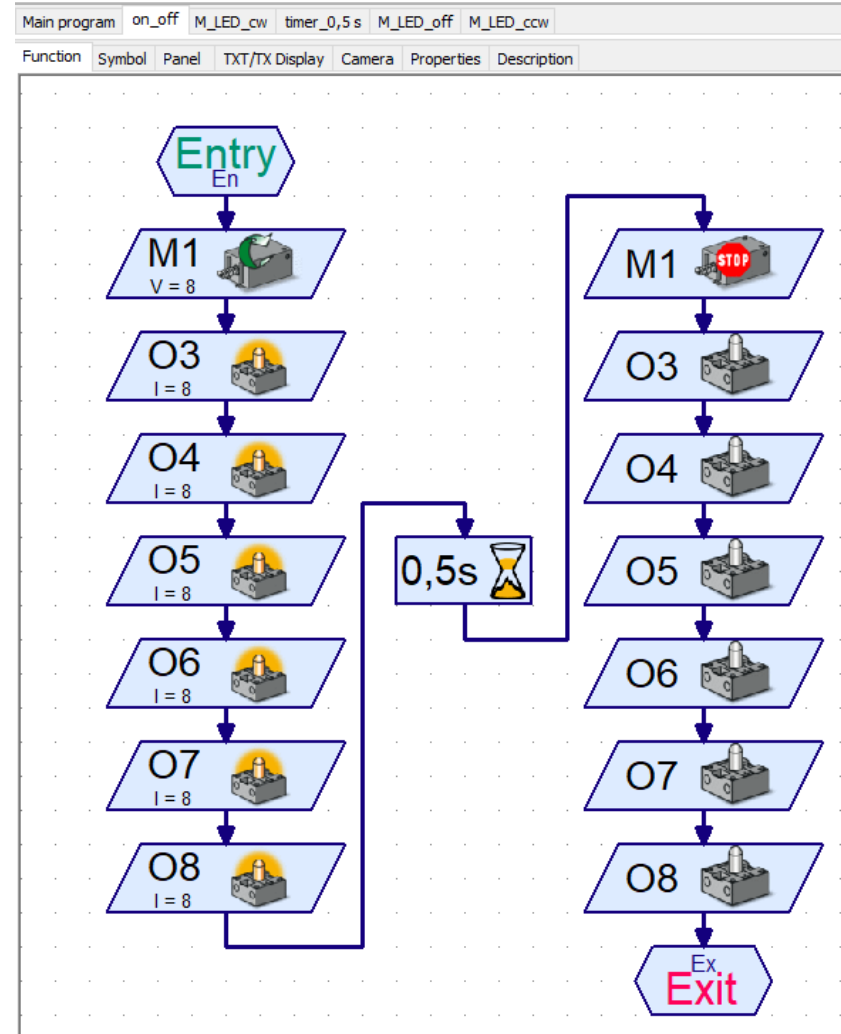 Main program on_off M_LED_cw timer_0,5 s M_LED_off M_LED_ccw
Function Symbol Panel TXT/TX Display Camera Properties Description
Entry
En
M1
V = 8
O3
I = 8
O4
I = 8
O5
I = 8
O6
I = 8
O7
I = 8
O8
I = 8
0,5s
M1
STOP
O3
O4
O5
O6
O7
O8
Ex
Exit